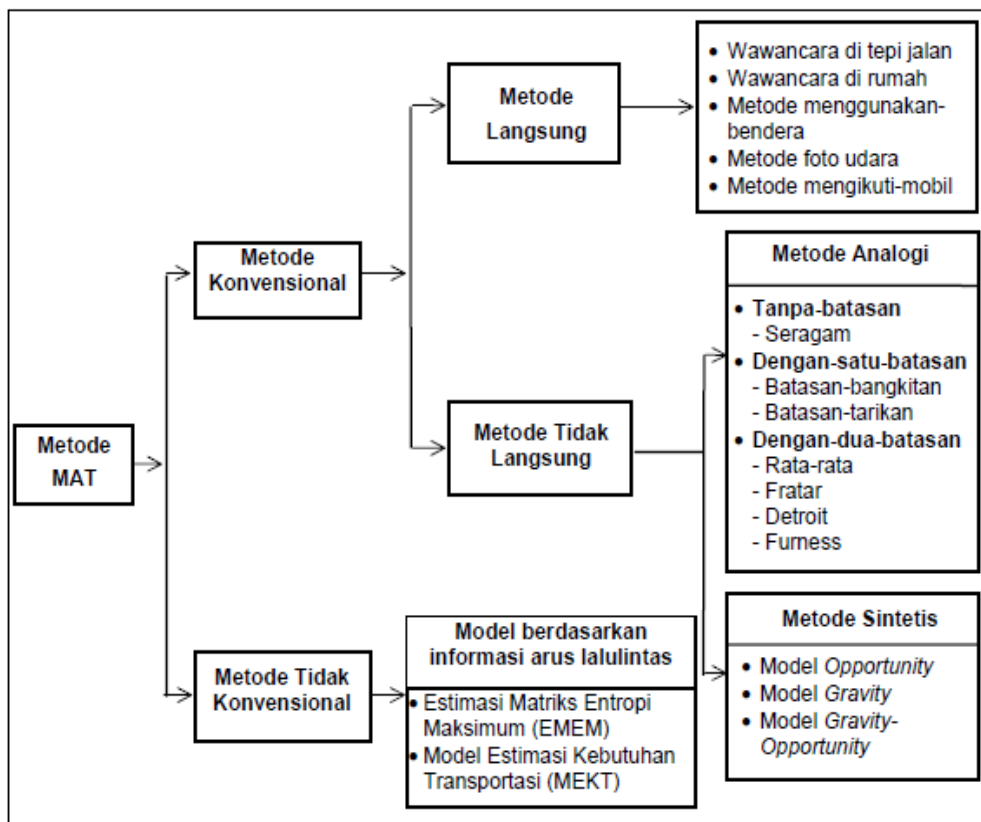 Metode
MAT
Metode
Konvensional
Metode
Langsung
• Wawancara di tepi jalan
• Wawancara di rumah
• Metode menggunakan-
bendera
• Metode foto udara
• Metode mengikuti-mobil
Metode Tidak
Langsung
Metode Analogi
• Tanpa-batasan
- Seragam
• Dengan-satu-batasan
- Batasan-bangkitan
- Batasan-tarikan
• Dengan-dua-batasan
- Rata-rata
- Fratar
- Detroit
- Furness
Metode Sintetis
• Model Opportunity
• Model Gravity
• Model Gravity-
Opportunity
Metode Tidak
Konvensional
Model berdasarkan
informasi arus lalulintas
• Estimasi Matriks Entropi
Maksimum (EMEM)
• Model Estimasi Kebutuhan
Transportasi (MEKT)